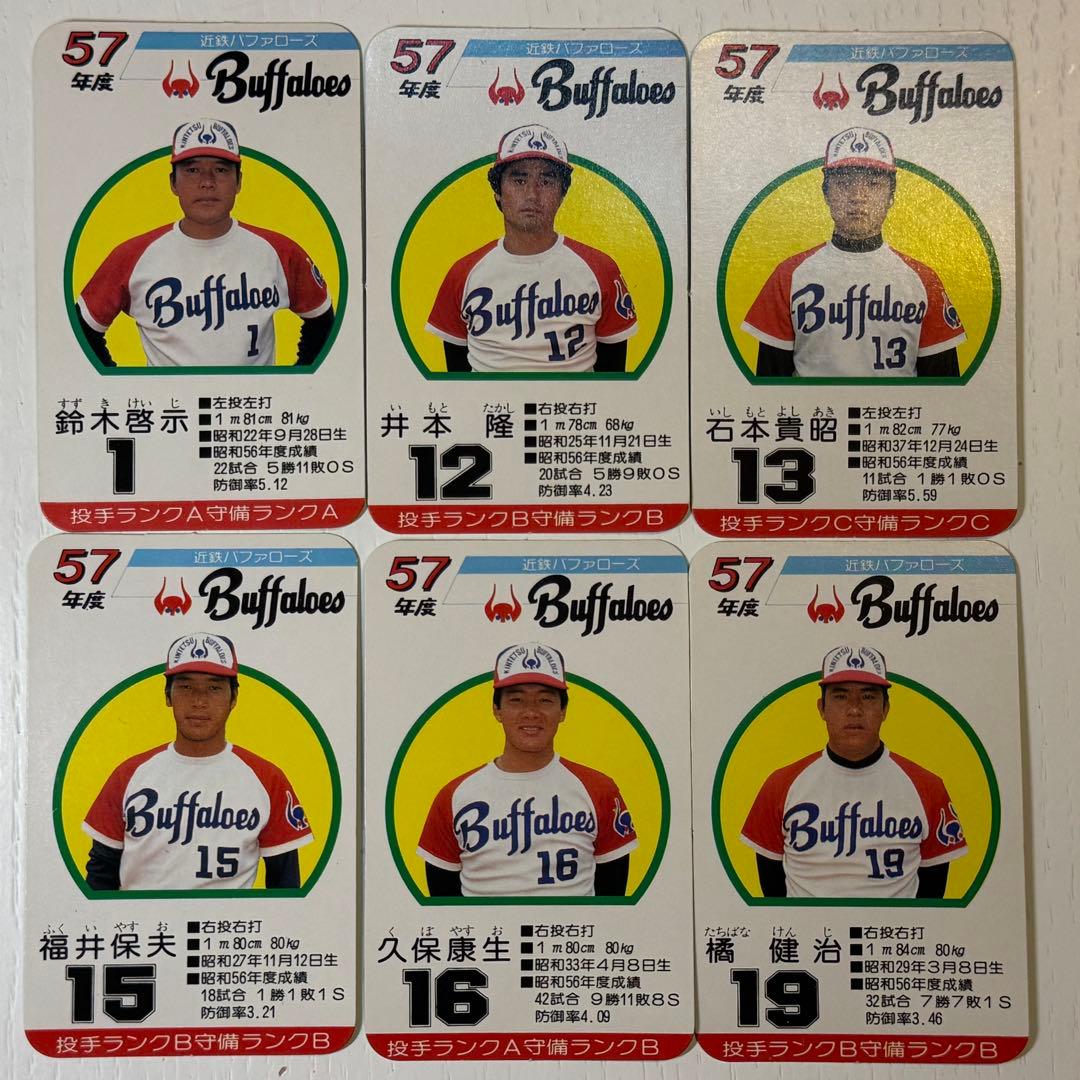 57
年度
近鉄バファローズ
Buffaloes
KINTETSU BUFFALOES
Buffaloes
1
すず き けい じ
鈴木啓示
1
■左投左打
■1m81cm 81kg
■昭和22年9月28日生
■昭和56年度成績
22試合 5勝11敗0S
防御率5.12
投手ランクA守備ランクA
57
年度
近鉄バファローズ
Buffaloes
KINTETSU BUFFALOES
Buffaloes
12
い もと たかし
井本 隆
12
■右投右打
■1m78cm 68kg
■昭和25年11月21日生
■昭和56年度成績
20試合 5勝9敗0S
防御率4.23
投手ランクB守備ランクB
57
年度
近鉄バファローズ
Buffaloes
KINTETSU BUFFALOES
Buffaloes
13
いし もと よし あき
石本貴昭
13
■左投左打
■1m82cm 77kg
■昭和37年12月24日生
■昭和56年度成績
11試合 1勝1敗0S
防御率5.59
投手ランクC守備ランクC
57
年度
近鉄バファローズ
Buffaloes
KINTETSU BUFFALOES
Buffaloes
15
ふく い やす お
福井保夫
15
■右投右打
■1m80cm 80kg
■昭和27年11月12日生
■昭和56年度成績
18試合 1勝1敗1S
防御率3.21
投手ランクB守備ランクB
57
年度
近鉄バファローズ
Buffaloes
KINTETSU BUFFALOES
Buffaloes
16
く ぼ やす お
久保康生
16
■右投右打
■1m80cm 80kg
■昭和33年4月8日生
■昭和56年度成績
42試合 9勝11敗8S
防御率4.09
投手ランクA守備ランクB
57
年度
近鉄バファローズ
Buffaloes
KINTETSU BUFFALOES
Buffaloes
19
たちばな けん じ
橘 健治
19
■右投右打
■1m84cm 80kg
■昭和29年3月8日生
■昭和56年度成績
32試合 7勝7敗1S
防御率3.46
投手ランクB守備ランクB